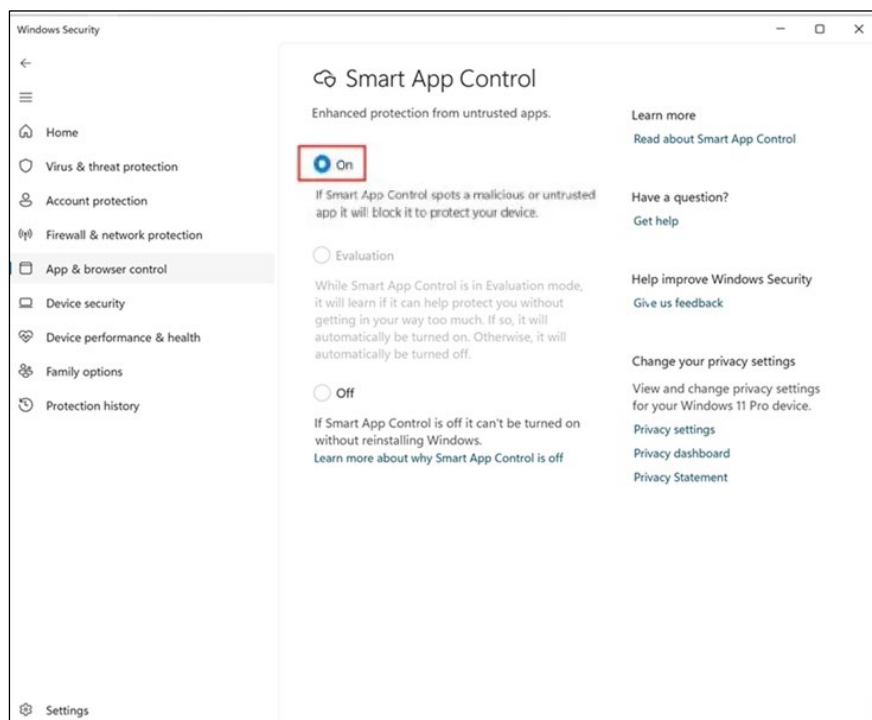 Windows Security
Home
Virus & threat protection
Account protection
Firewall & network protection
App & browser control
Device security
Device performance & health
Family options
Protection history
Settings
Smart App Control
Enhanced protection from untrusted apps.
On
If Smart App Control spots a malicious or untrusted
app it will block it to protect your device.
Evaluation
While Smart App Control is in Evaluation mode,
it will learn if it can help protect you without
getting in your way too much. If so, it will
automatically be turned on. Otherwise, it will
automatically be turned off.
Off
If Smart App Control is off it can't be turned on
without reinstalling Windows.
Learn more about why Smart App Control is off
Learn more
Read about Smart App Control
Have a question?
Get help
Help improve Windows Security
Give us feedback
Change your privacy settings
View and change privacy settings
for your Windows 11 Pro device.
Privacy settings
Privacy dashboard
Privacy Statement